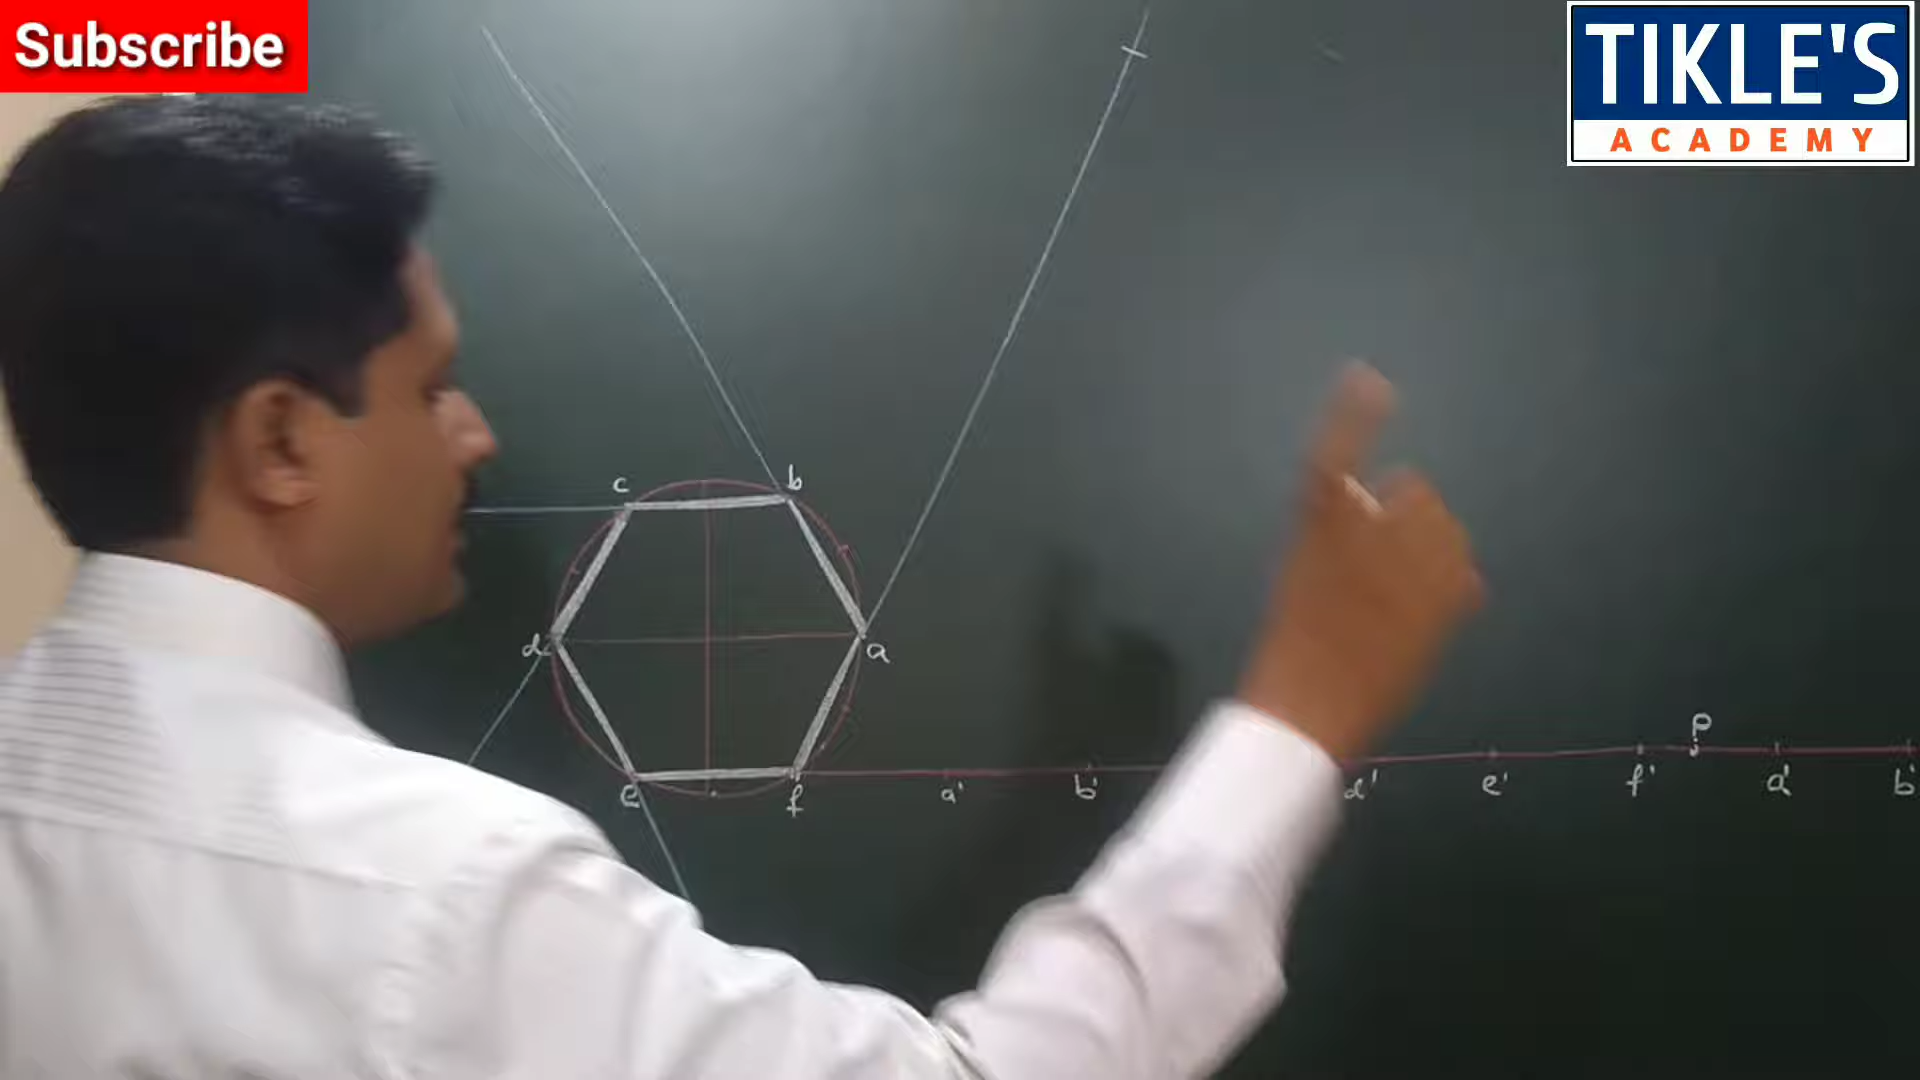 Subscribe
TIKLE'S
ACADEMY
c b
d a
e f a' b' d' e' f' P a' b'